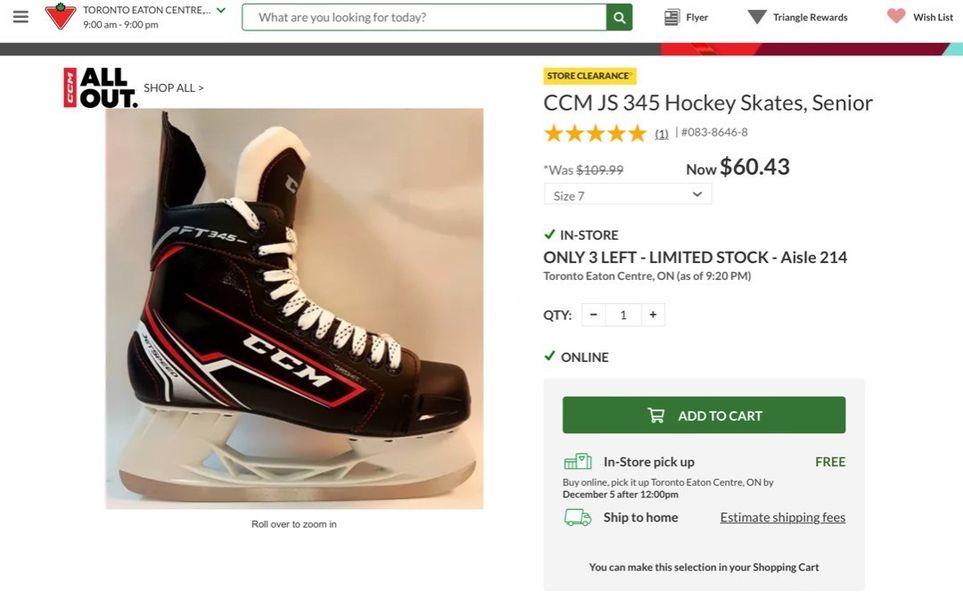 TORONTO EATON CENTRE,...
9:00 am - 9:00 pm
What are you looking for today?
Flyer
Triangle Rewards
Wish List
CCM
ALL
OUT.
SHOP ALL >
STORE CLEARANCE*
CCM JS 345 Hockey Skates, Senior
(1) | #083-8646-8
*Was $109.99 Now $60.43
Size 7
IN-STORE
ONLY 3 LEFT - LIMITED STOCK - Aisle 214
Toronto Eaton Centre, ON (as of 9:20 PM)
QTY: - 1 +
ONLINE
ADD TO CART
In-Store pick up FREE
Buy online, pick it up Toronto Eaton Centre, ON by
December 5 after 12:00pm
Ship to home Estimate shipping fees
You can make this selection in your Shopping Cart
C
FT345
CCM
JETSPEED
Roll over to zoom in